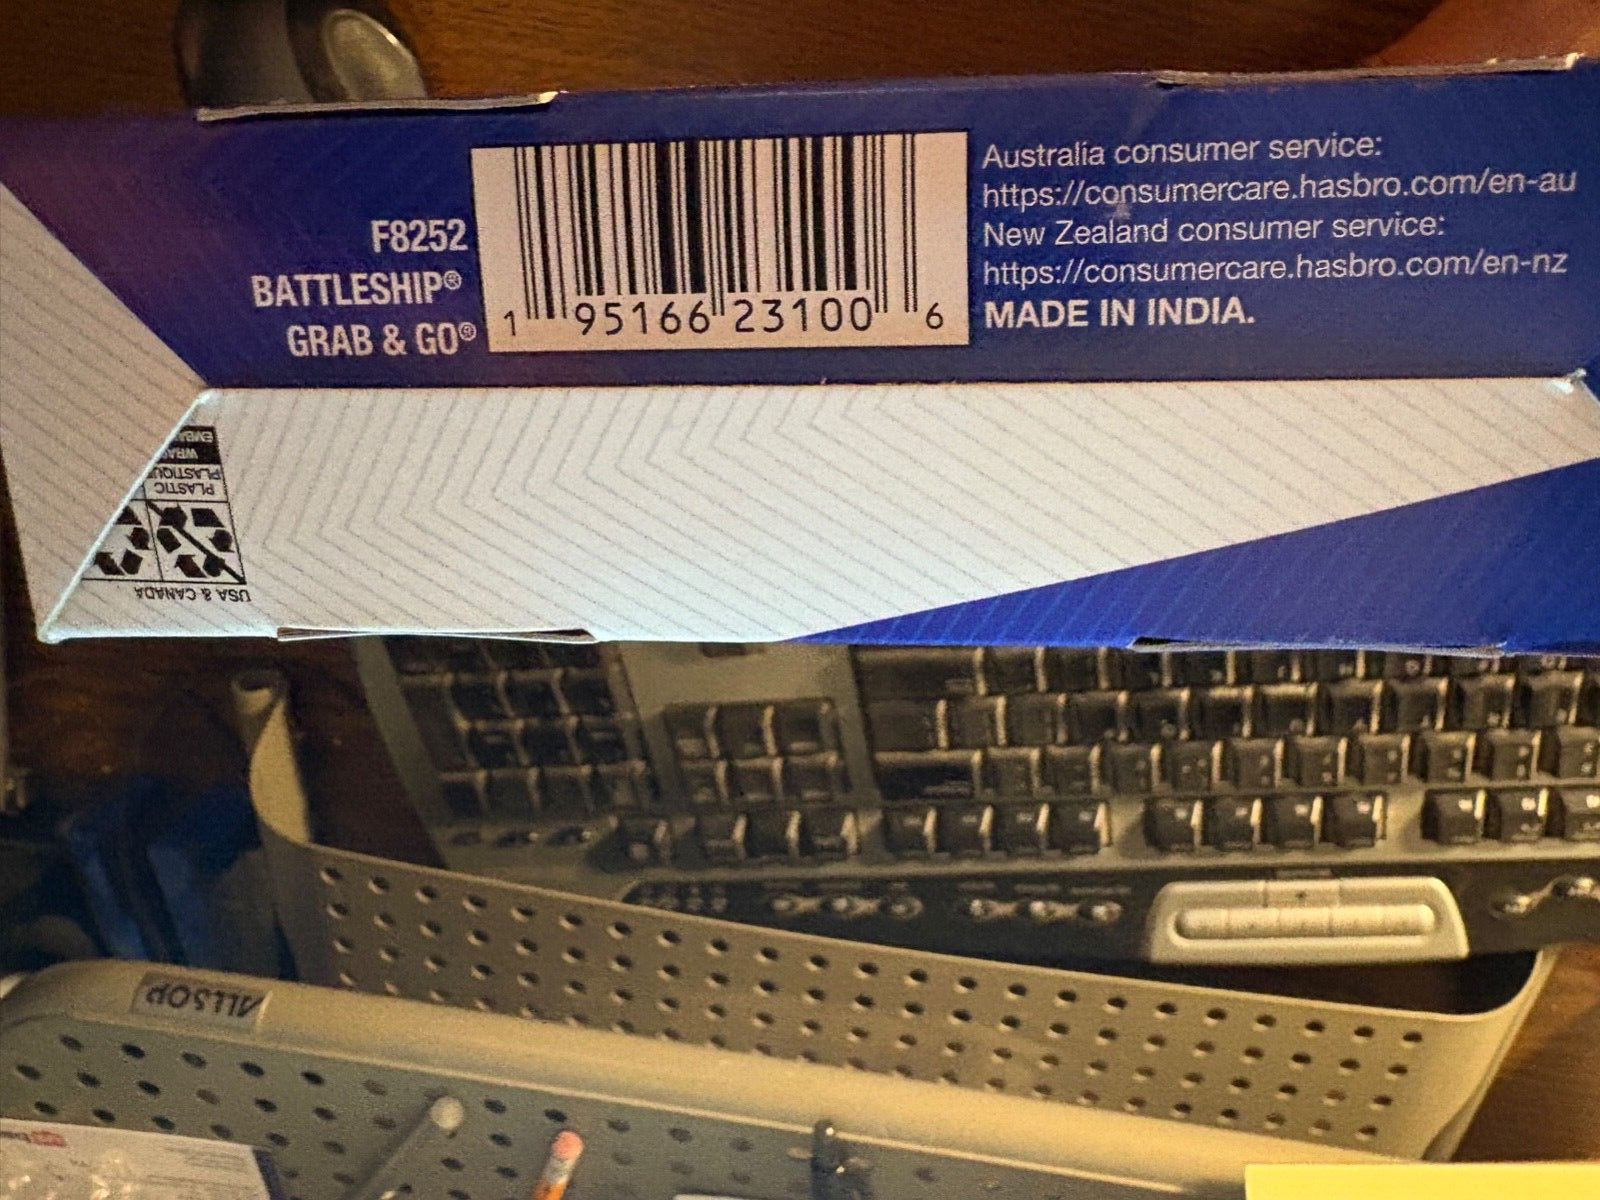 F8252
BATTLESHIP®
GRAB & GO®
1 95166 23100 6
Australia consumer service:
https://consumercare.hasbro.com/en-au
New Zealand consumer service:
https://consumercare.hasbro.com/en-nz
MADE IN INDIA.
USA & CANADA
PLASTIC
PLASTIQUE
ALLSOP